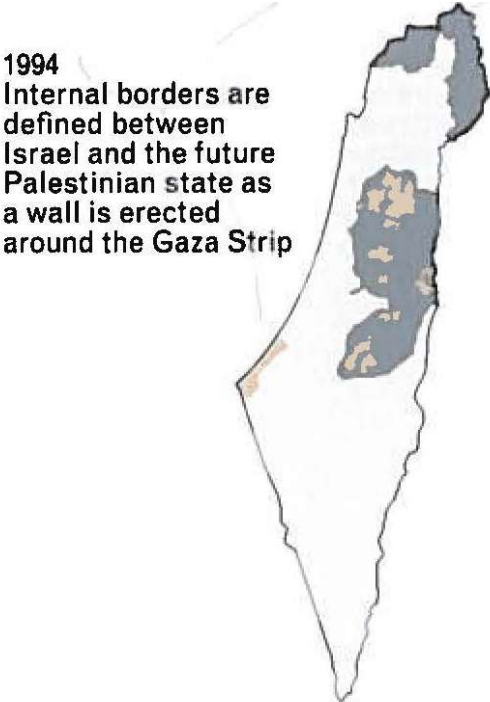 1994
Internal borders are
defined between
Israel and the future
Palestinian state as
a wall is erected
around the Gaza Strip